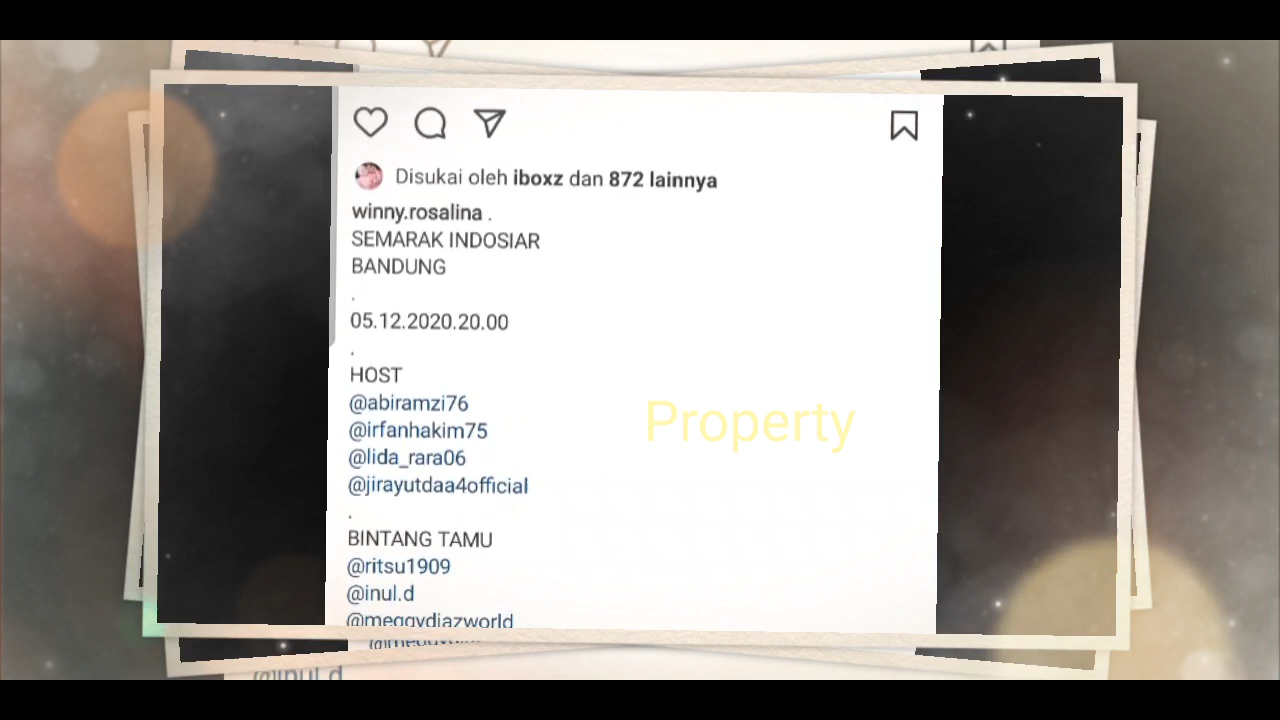 Disukai oleh iboxz dan 872 lainnya
winny.rosalina .
SEMARAK INDOSIAR
BANDUNG
.
05.12.2020.20.00
.
HOST
@abiramzi76
@irfanhakim75
@lida_rara06
@jirayutdaa4official
.
BINTANG TAMU
@ritsu1909
@inul.d
@meggydiazworld
Property
@inul.d